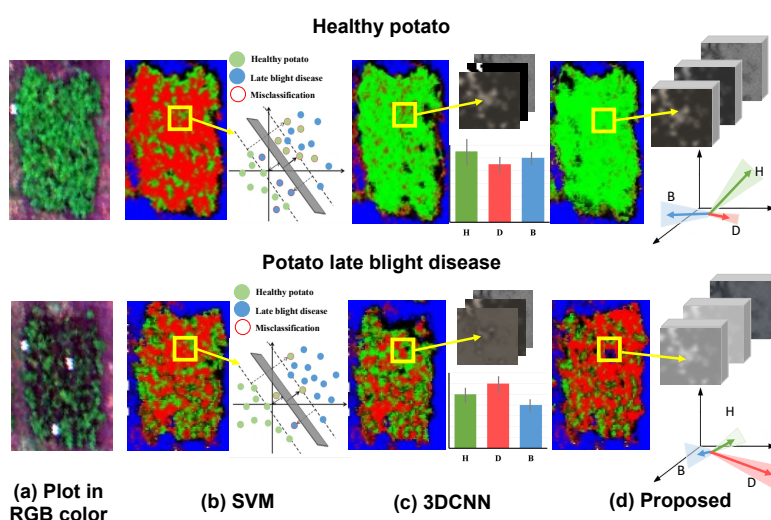 Healthy potato
Healthy potato
Late blight disease
Misclassification
H
D
B
H
B
D
Potato late blight disease
Healthy potato
Late blight disease
Misclassification
H
D
B
H
B
D
(a) Plot in
RGB color
(b) SVM
(c) 3DCNN
(d) Proposed